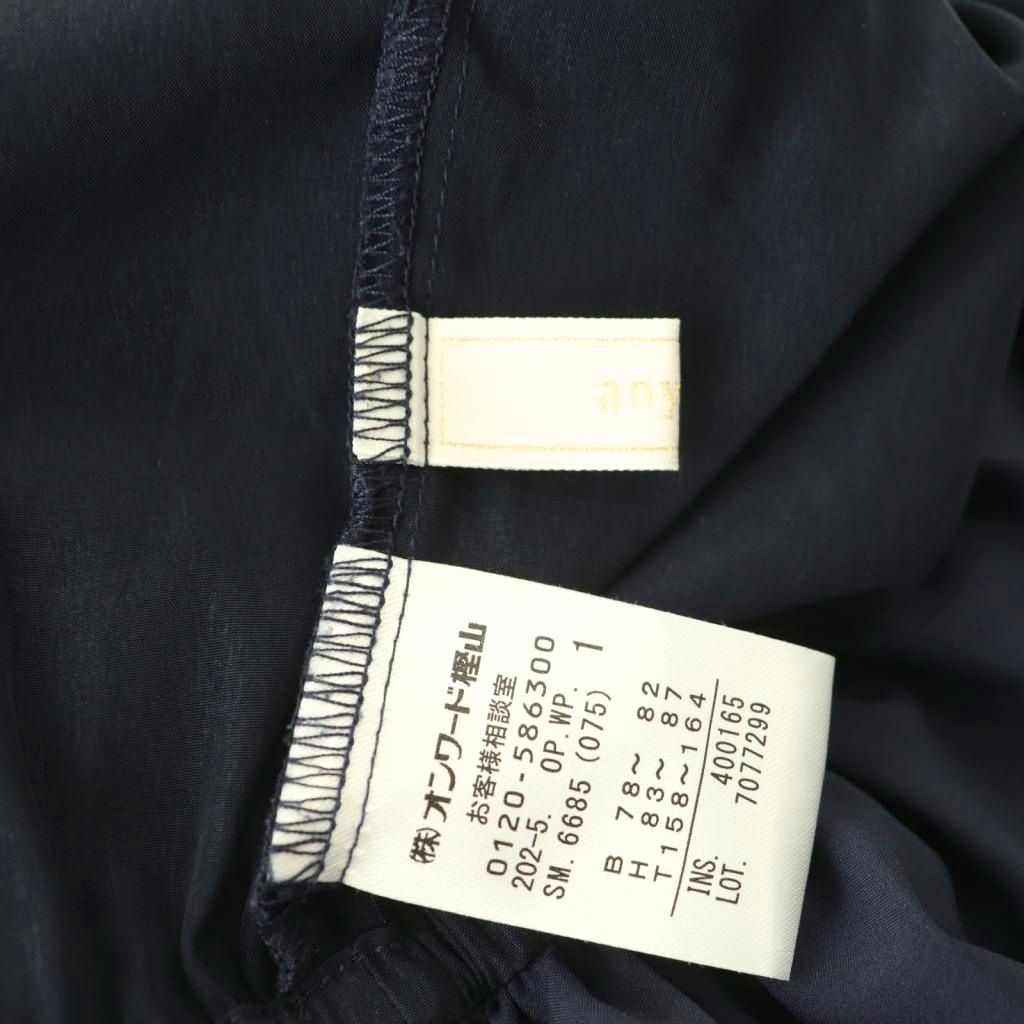 any
(株)オンワード樫山
お客様相談室
0120-586300
202-5. OP.WP.
SM. 6685(075) 1
B 78~ 82
H 83~ 87
T158~164
INS. 400165
LOT. 7077299